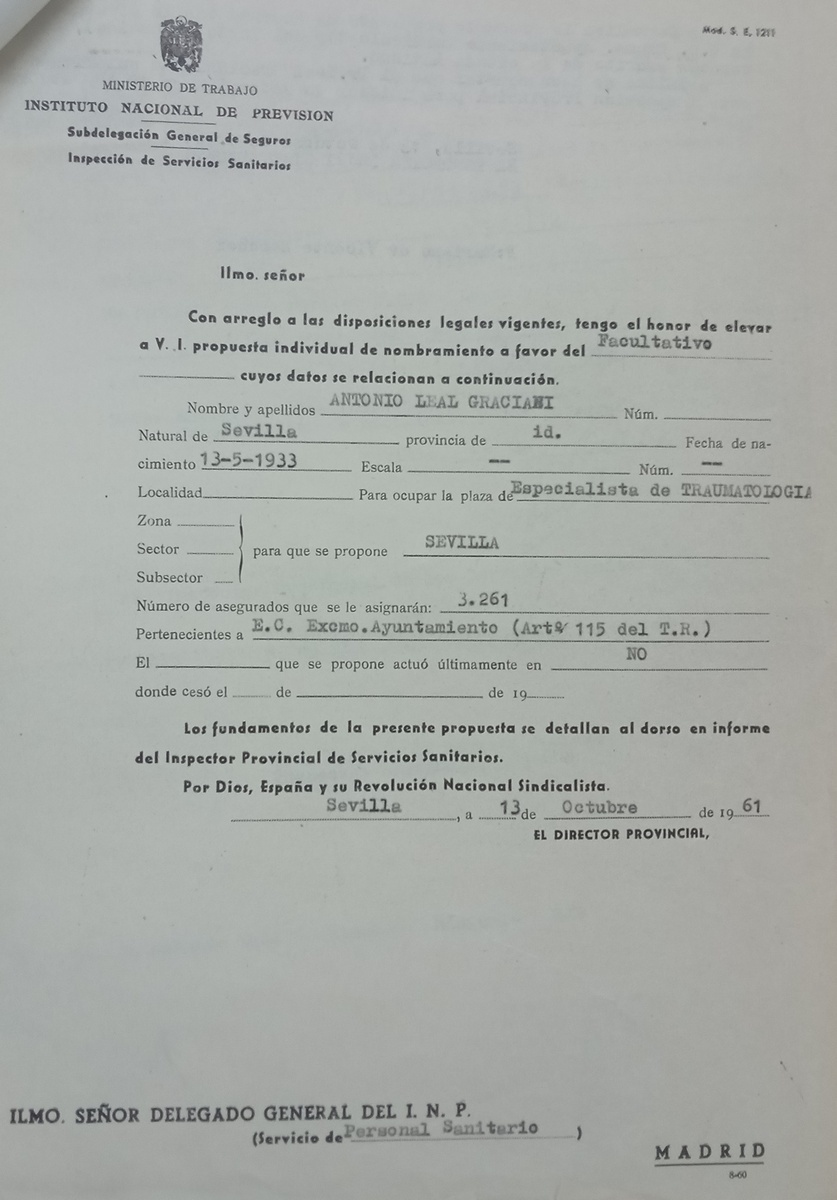 Mod. S. E. 1211
MINISTERIO DE TRABAJO
INSTITUTO NACIONAL DE PREVISION
Subdelegación General de Seguros
Inspección de Servicios Sanitarios
Ilmo. señor
Con arreglo a las disposiciones legales vigentes, tengo el honor de elevar
a V. I. propuesta individual de nombramiento a favor del Facultativo
cuyos datos se relacionan a continuación.
Nombre y apellidos ANTONIO LEAL GRACIANI Núm.
Natural de Sevilla provincia de id. Fecha de na-
cimiento 13-5-1933 Escala -- Núm. --
Localidad Para ocupar la plaza de Especialista de TRAUMATOLOGIA
Zona
Sector para que se propone SEVILLA
Subsector
Número de asegurados que se le asignarán: 3.261
Pertenecientes a E.C. Excmo.Ayuntamiento (Artº 115 del T.R.)
El que se propone actuó últimamente en NO
donde cesó el de de 19
Los fundamentos de la presente propuesta se detallan al dorso en informe
del Inspector Provincial de Servicios Sanitarios.
Por Dios, España y su Revolución Nacional Sindicalista.
Sevilla, a 13 de Octubre de 19 61
EL DIRECTOR PROVINCIAL,
ILMO. SEÑOR DELEGADO GENERAL DEL I. N. P.
(Servicio de Personal Sanitario )
MADRID
8-60